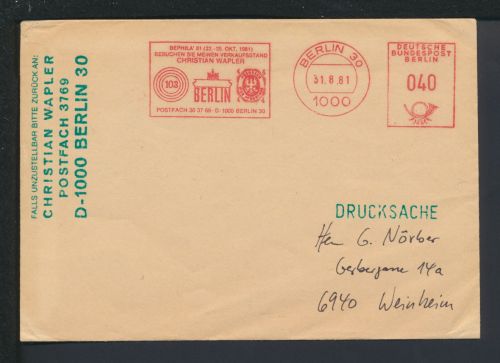 FALLS UNZUSTELLBAR BITTE ZURÜCK AN:
CHRISTIAN WAPLER
POSTFACH 3769
D-1000 BERLIN 30
BEPHILA' 81 (23.-25. OKT. 1981)
BESUCHEN SIE MEINEN VERKAUFSSTAND
CHRISTIAN WAPLER
103
BERLIN
POSTFACH 30 37 69 · D-1000 BERLIN 30
BERLIN 30
31.8.81
1000
DEUTSCHE
BUNDESPOST
BERLIN
040
DRUCKSACHE
Herr G. Nörber
Gerbergasse 14a
6940 Weinheim